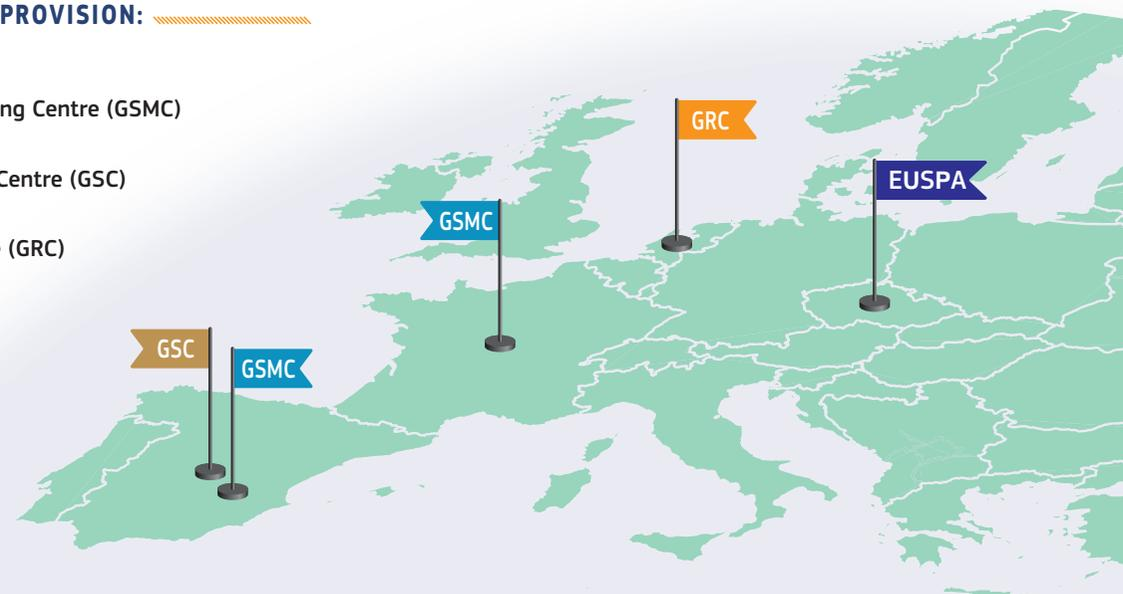 PROVISION:
ng Centre (GSMC)
Centre (GSC)
(GRC)
GRC
EUSPA
GSMC
GSC
GSMC